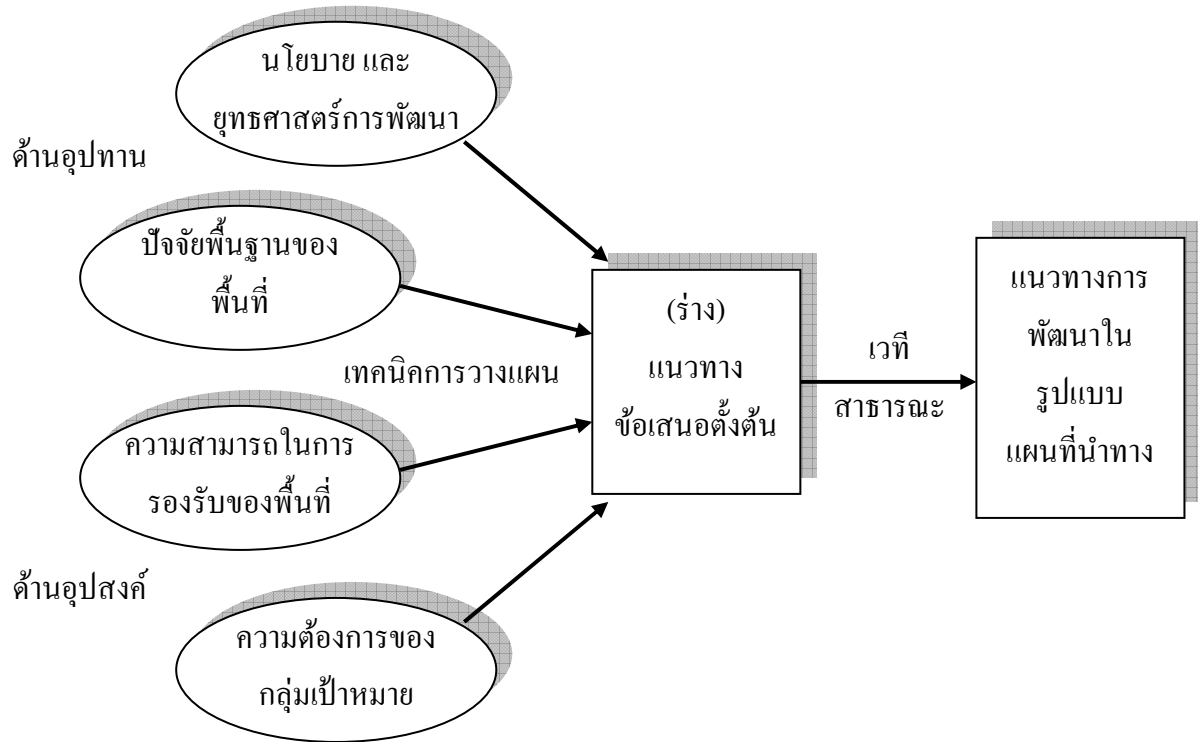 นโยบาย และ
ยุทธศาสตร์การพัฒนา
ด้านอุปทาน
ปัจจัยพื้นฐานของ
พื้นที่
เทคนิคการวางแผน
ความสามารถในการ
รองรับของพื้นที่
ด้านอุปสงค์
ความต้องการของ
กลุ่มเป้าหมาย
(ร่าง)
แนวทาง
ข้อเสนอตั้งต้น
เวที
สาธารณะ
แนวทางการ
พัฒนาใน
รูปแบบ
แผนที่นำทาง